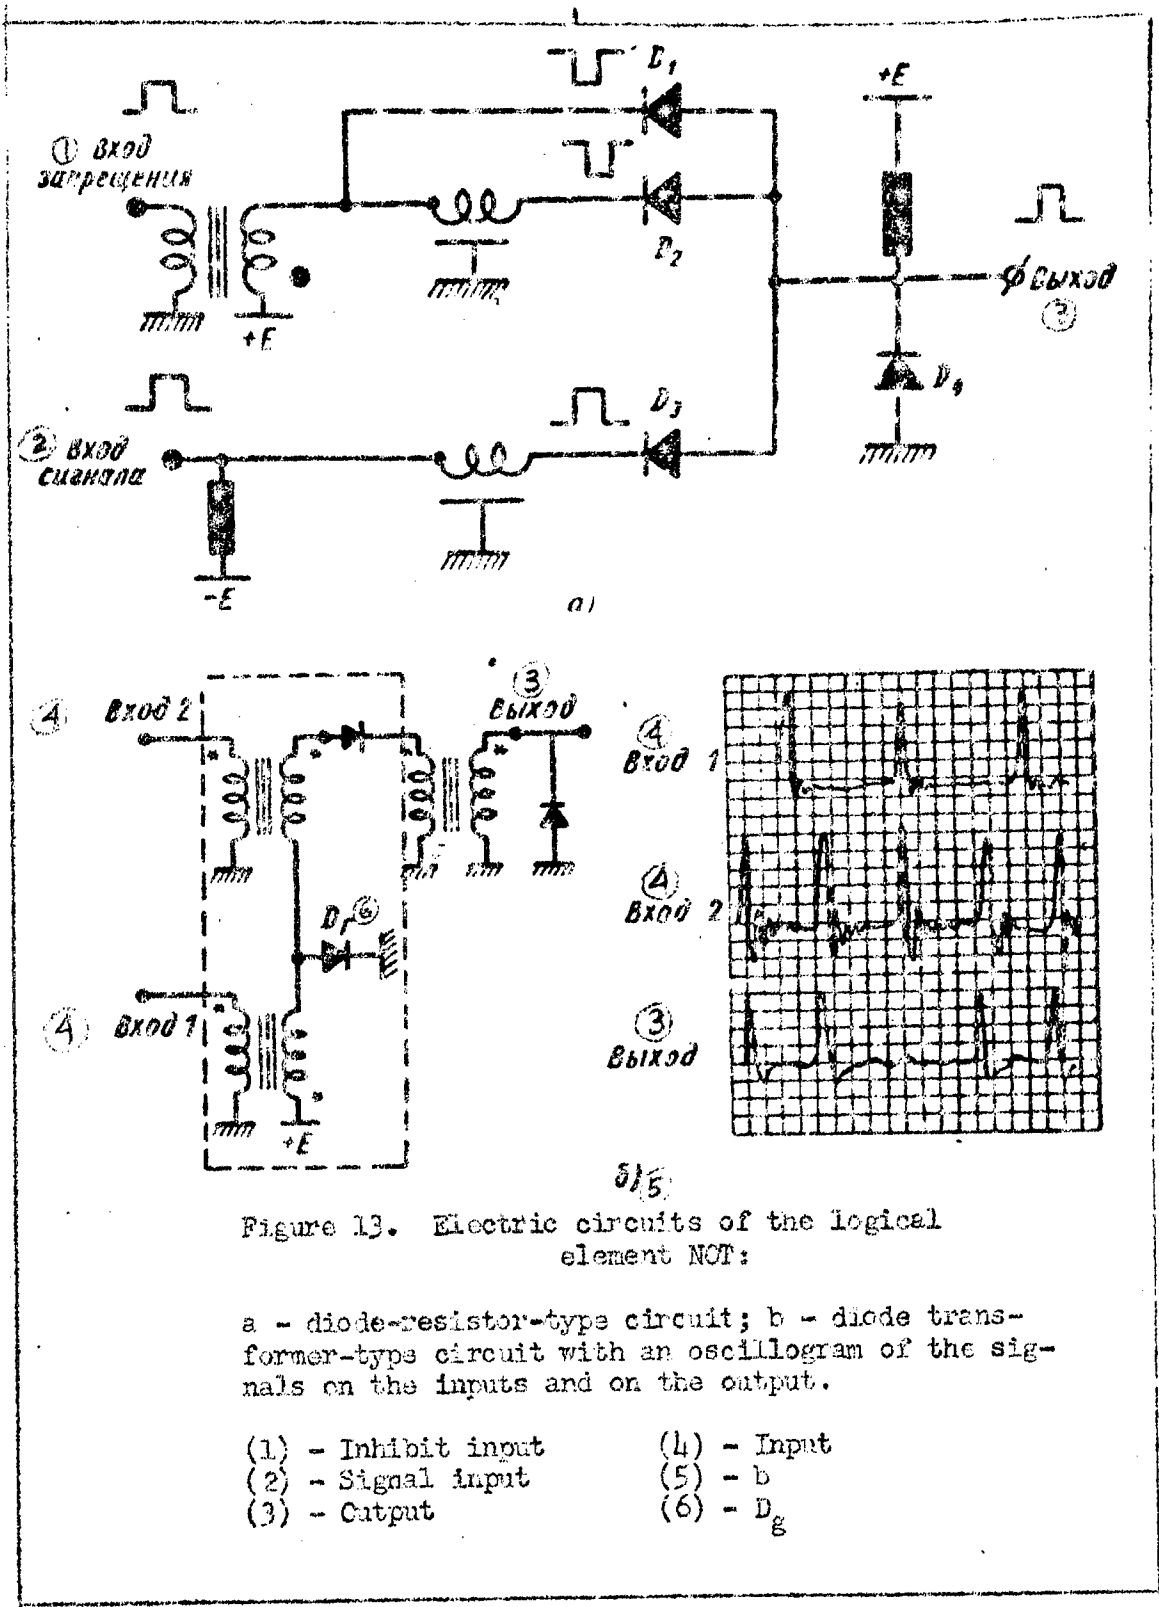 D₁
+E
① Вход
запрещения
D₂
Выход
③
+E
D₃
D₄
② Вход
сигнала
-E
а)
④ Вход 2
③
Выход
④
Вход 1
④
Вход 2
Dг⑥
④ Вход 1
③
Выход
+E
б)⑤
Figure 13. Electric circuits of the logical
element NOT:
a - diode-resistor-type circuit; b - diode trans-
former-type circuit with an oscillogram of the sig-
nals on the inputs and on the output.
(1) - Inhibit input
(4) - Input
(2) - Signal input
(5) - b
(3) - Output
(6) - Dg